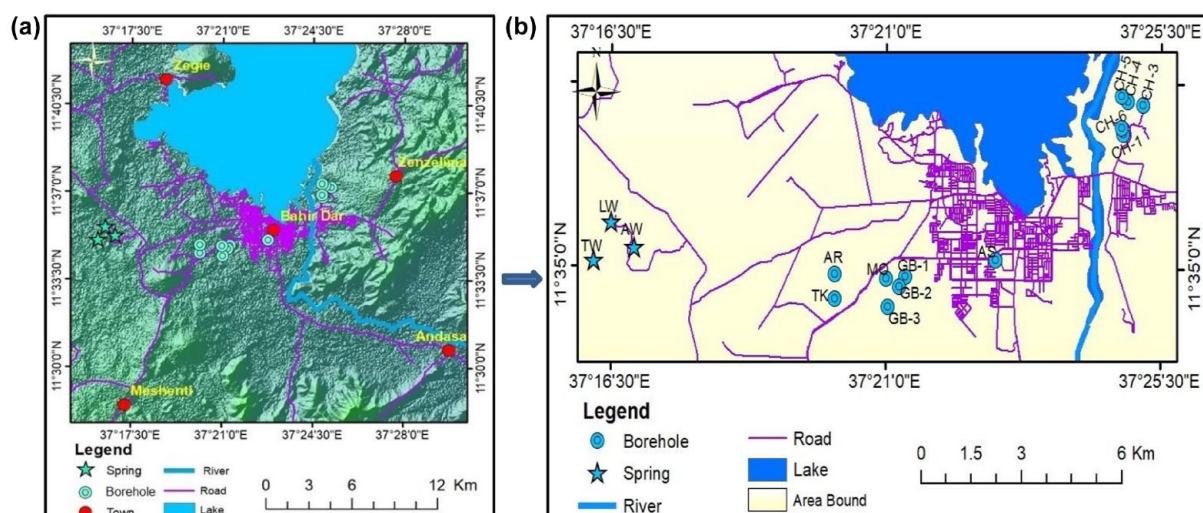 (a)
37°17'30"E 37°21'0"E 37°24'30"E 37°28'0"E
11°40'30"N
11°37'0"N
11°33'30"N
11°30'0"N
Zegie
Zenzelima
Bahir Dar
Andasa
Meshenti
11°40'30"N
11°37'0"N
11°33'30"N
11°30'0"N
37°17'30"E 37°21'0"E 37°24'30"E 37°28'0"E
Legend
Spring
Borehole
Town
River
Road
Lake
0 3 6 12 Km
(b)
37°16'30"E 37°21'0"E 37°25'30"E
N
11°35'0"N
CH-5
CH-4
CH-3
CH-6
CH-1
LW
AW
TW
AR
TK
MO
GB-1
GB-2
GB-3
AS
11°35'0"N
37°16'30"E 37°21'0"E 37°25'30"E
Legend
Borehole
Spring
River
Road
Lake
Area Bound
0 1.5 3 6 Km